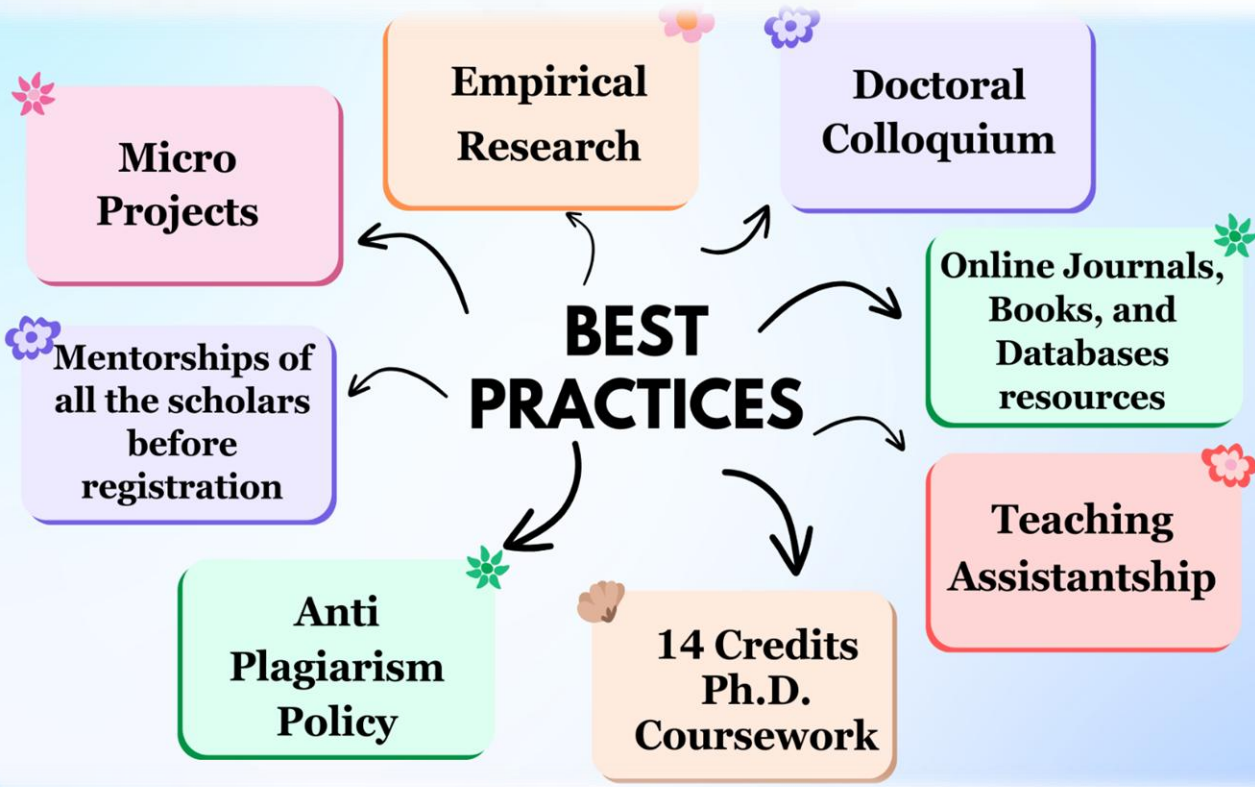 Empirical
Research
Doctoral
Colloquium
Micro
Projects
Online Journals,
Books, and
Databases
resources
BEST
PRACTICES
Mentorships of
all the scholars
before
registration
Teaching
Assistantship
Anti
Plagiarism
Policy
14 Credits
Ph.D.
Coursework